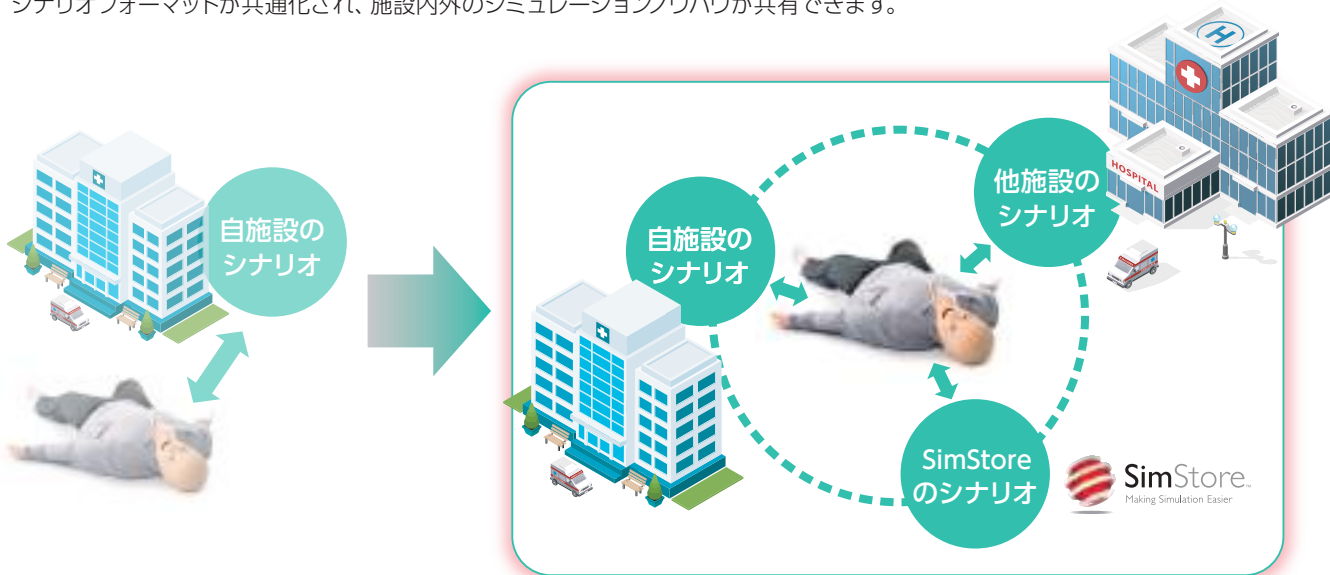 シナリオフォーマットが共通化され、施設内外のシミュレーションノウハウが共有できます。
自施設の
シナリオ
自施設の
シナリオ
他施設の
シナリオ
HOSPITAL
H
SimStore
のシナリオ
SimStore™
Making Simulation Easier